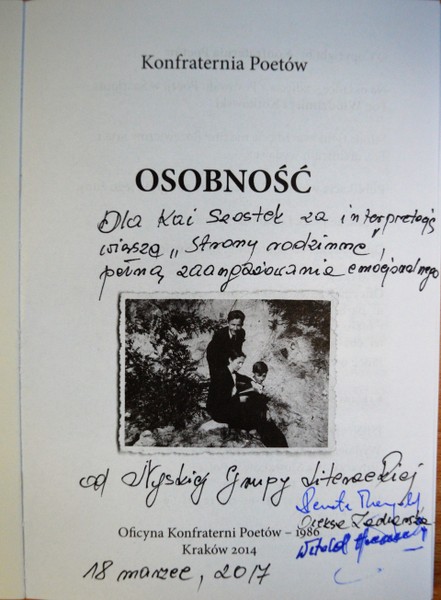 Konfraternia Poetów
OSOBNOŚĆ
Dla Kai Szostek za interpretację
wiersza „Strony rodzinne",
pełną zaangażowania emocjonalnego
od Nyskiej Grupy Literackiej
Oficyna Konfraterni Poetów – 1986
Kraków 2014
Witold
18 marzec, 2017